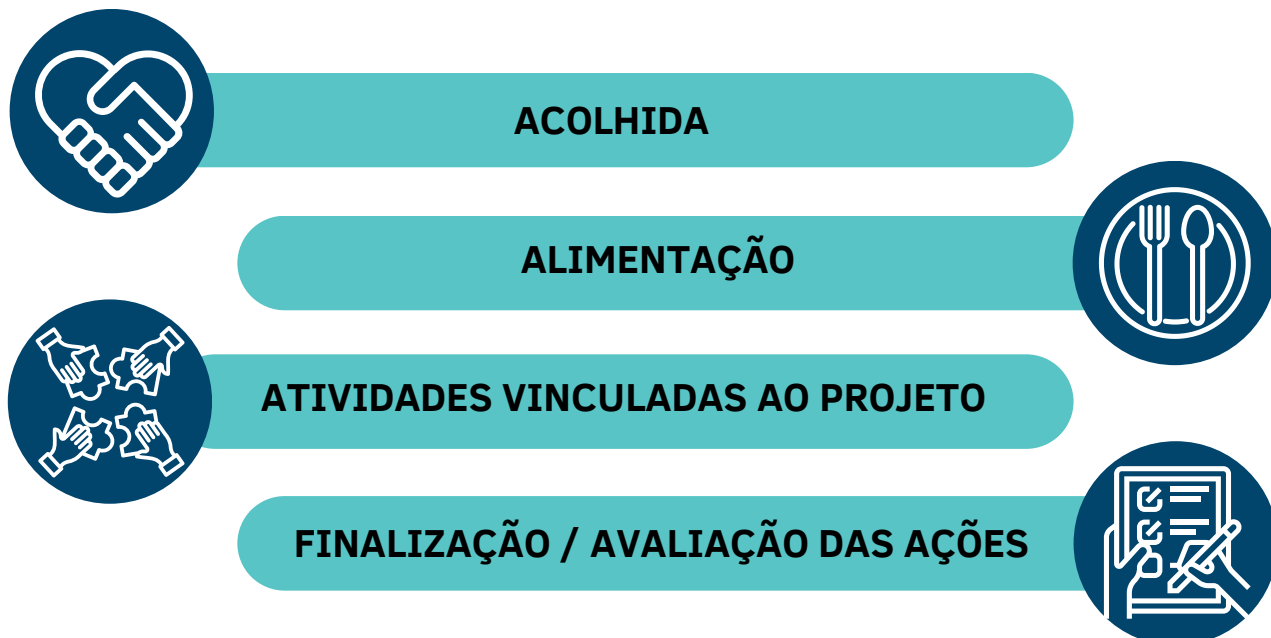 ACOLHIDA
ALIMENTAÇÃO
ATIVIDADES VINCULADAS AO PROJETO
FINALIZAÇÃO / AVALIAÇÃO DAS AÇÕES